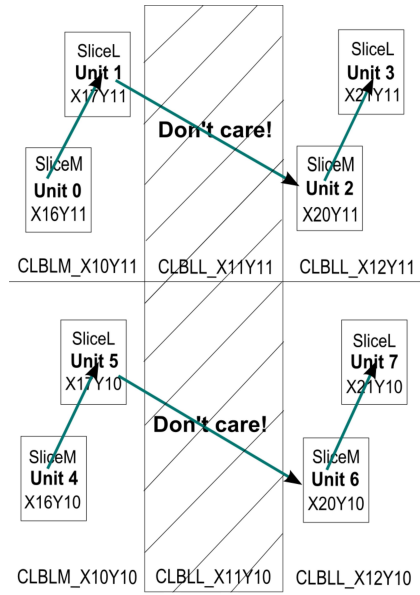 SliceL
Unit 1
X17Y11
SliceM
Unit 0
X16Y11
Don't care!
SliceL
Unit 3
X21Y11
SliceM
Unit 2
X20Y11
CLBLM_X10Y11
CLBLL_X11Y11
CLBLL_X12Y11
SliceL
Unit 5
X17Y10
SliceM
Unit 4
X16Y10
Don't care!
SliceL
Unit 7
X21Y10
SliceM
Unit 6
X20Y10
CLBLM_X10Y10
CLBLL_X11Y10
CLBLL_X12Y10